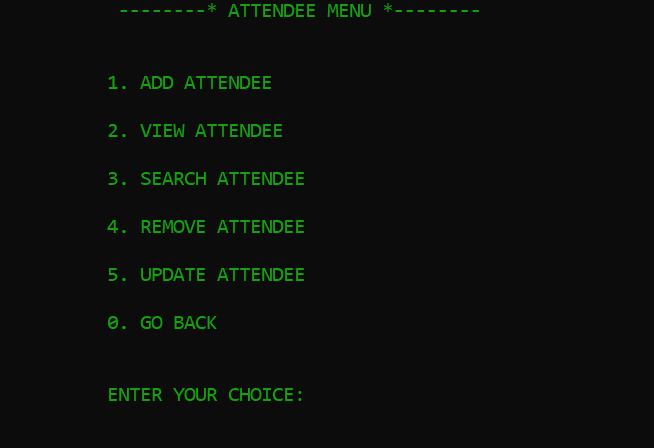 --------* ATTENDEE MENU *--------
1. ADD ATTENDEE
2. VIEW ATTENDEE
3. SEARCH ATTENDEE
4. REMOVE ATTENDEE
5. UPDATE ATTENDEE
0. GO BACK
ENTER YOUR CHOICE: